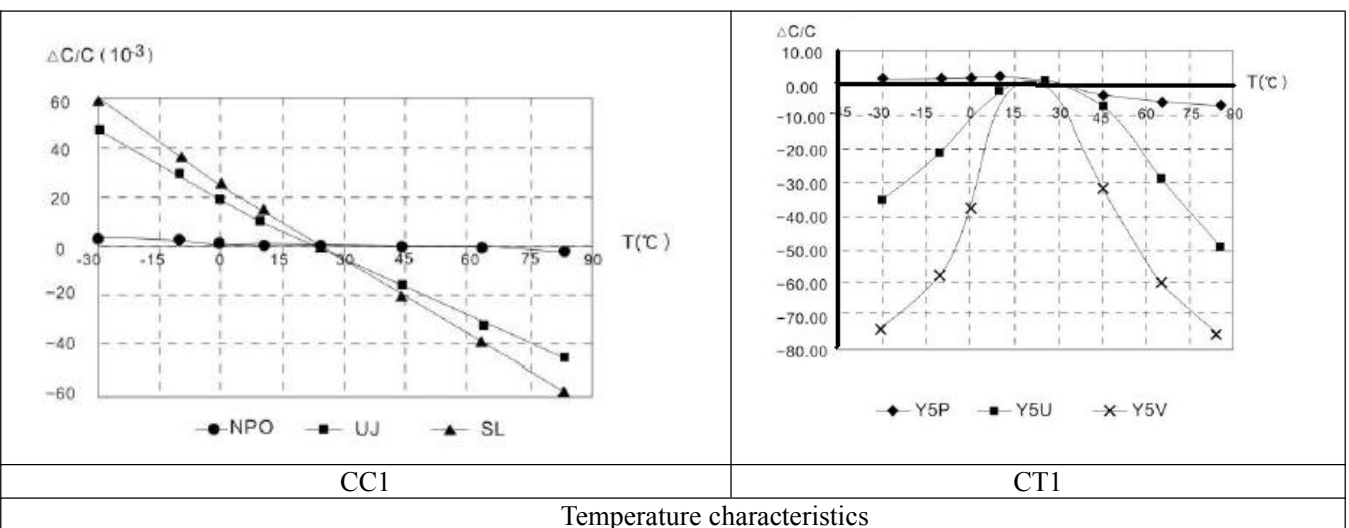 △C/C ( 10-3)
60
40
20
0
-20
-40
-60
-30 -15 0 15 30 45 60 75 90
T(℃ )
NPO UJ SL
△C/C
10.00
0.00
-10.00
-20.00
-30.00
-40.00
-50.00
-60.00
-70.00
-80.00
-45 -30 -15 0 15 30 45 60 75 90
T(℃)
Y5P Y5U Y5V
CC1 CT1
Temperature characteristics